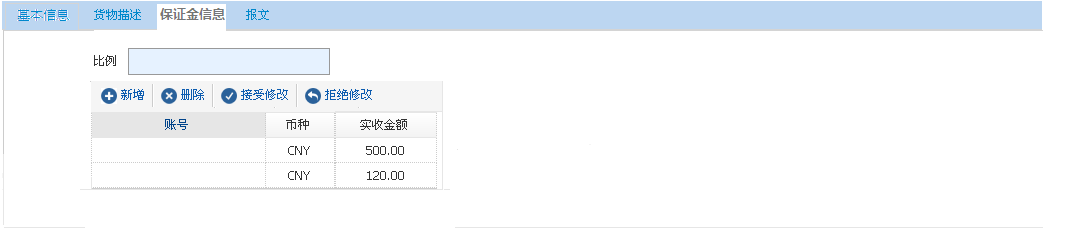 基本信息 货物描述 保证金信息 报文
比例
新增 删除 接受修改 拒绝修改
账号 币种 实收金额
CNY 500.00
CNY 120.00